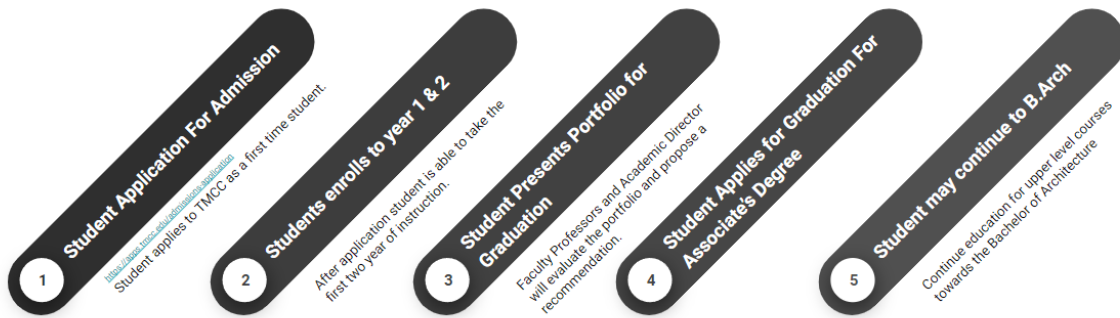 1
Student Application For Admission
https://apps.tmcc.edu/admissions-application
Student applies to TMCC as a first time student.
2
Students enrolls to year 1 & 2
After application student is able to take the
first two year of instruction.
3
Student Presents Portfolio for
Graduation
Faculty Professors and Academic Director
will evaluate the portfolio and propose a
recommendation.
4
Student Applies for Graduation For
Associate's Degree
5
Student may continue to B.Arch
Continue education for upper level courses
towards the Bachelor of Architecture